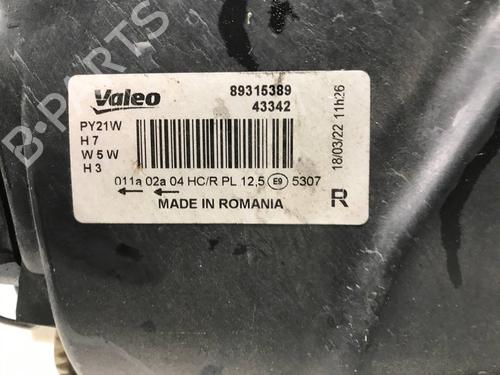 B-PARTS
Valeo
89315389
43342
PY21W
H7
W5W
H3
011a 02a 04 HC/R PL 12,5 E9 5307
MADE IN ROMANIA
18/03/22 11h26
R